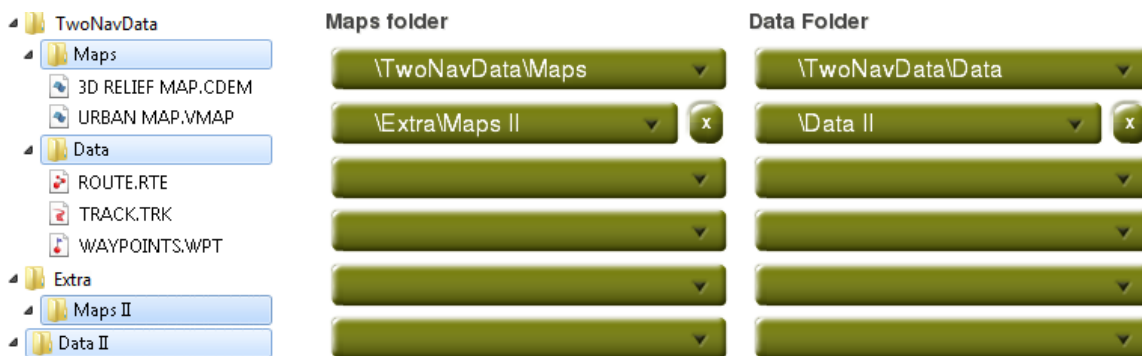 TwoNavData
Maps
3D RELIEF MAP.CDEM
URBAN MAP.VMAP
Data
ROUTE.RTE
TRACK.TRK
WAYPOINTS.WPT
Extra
Maps II
Data II
Maps folder
\TwoNavData\Maps
\Extra\Maps II
x
Data Folder
\TwoNavData\Data
\Data II
x